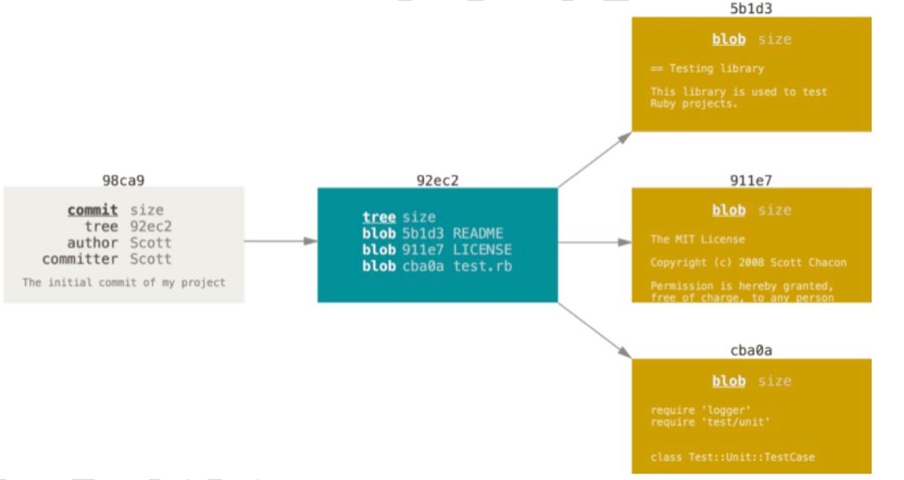 98ca9
commit size
tree 92ec2
author Scott
committer Scott
The initial commit of my project
92ec2
tree size
blob 5b1d3 README
blob 911e7 LICENSE
blob cba0a test.rb
5b1d3
blob size
== Testing library
This library is used to test
Ruby projects.
911e7
blob size
The MIT License
Copyright (c) 2008 Scott Chacon
Permission is hereby granted,
free of charge, to any person
cba0a
blob size
require 'logger'
require 'test/unit'
class Test::Unit::TestCase